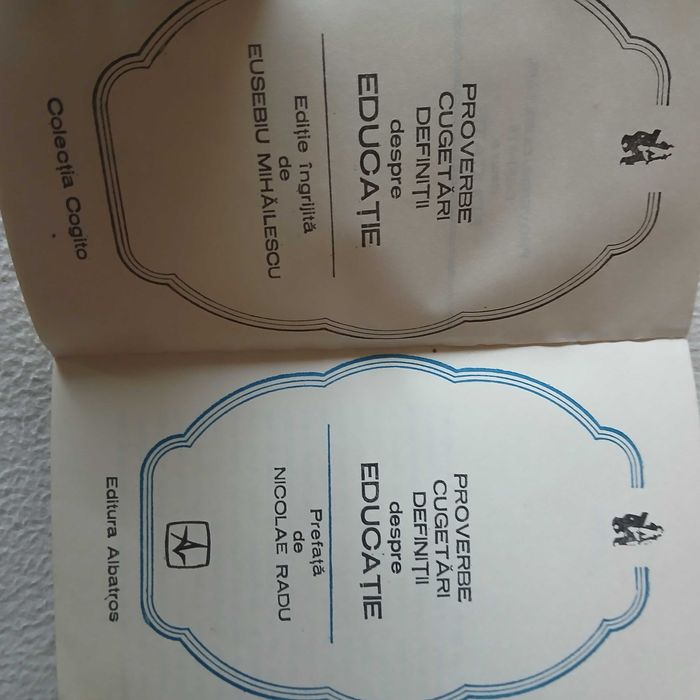 PROVERBE
CUGETĂRI
DEFINIȚII
despre
EDUCAȚIE
Ediție îngrijită
de
EUSEBIU MIHĂILESCU
Colecția Cogito
PROVERBE
CUGETĂRI
DEFINIȚII
despre
EDUCAȚIE
Prefață
de
NICOLAE RADU
Editura Albatros